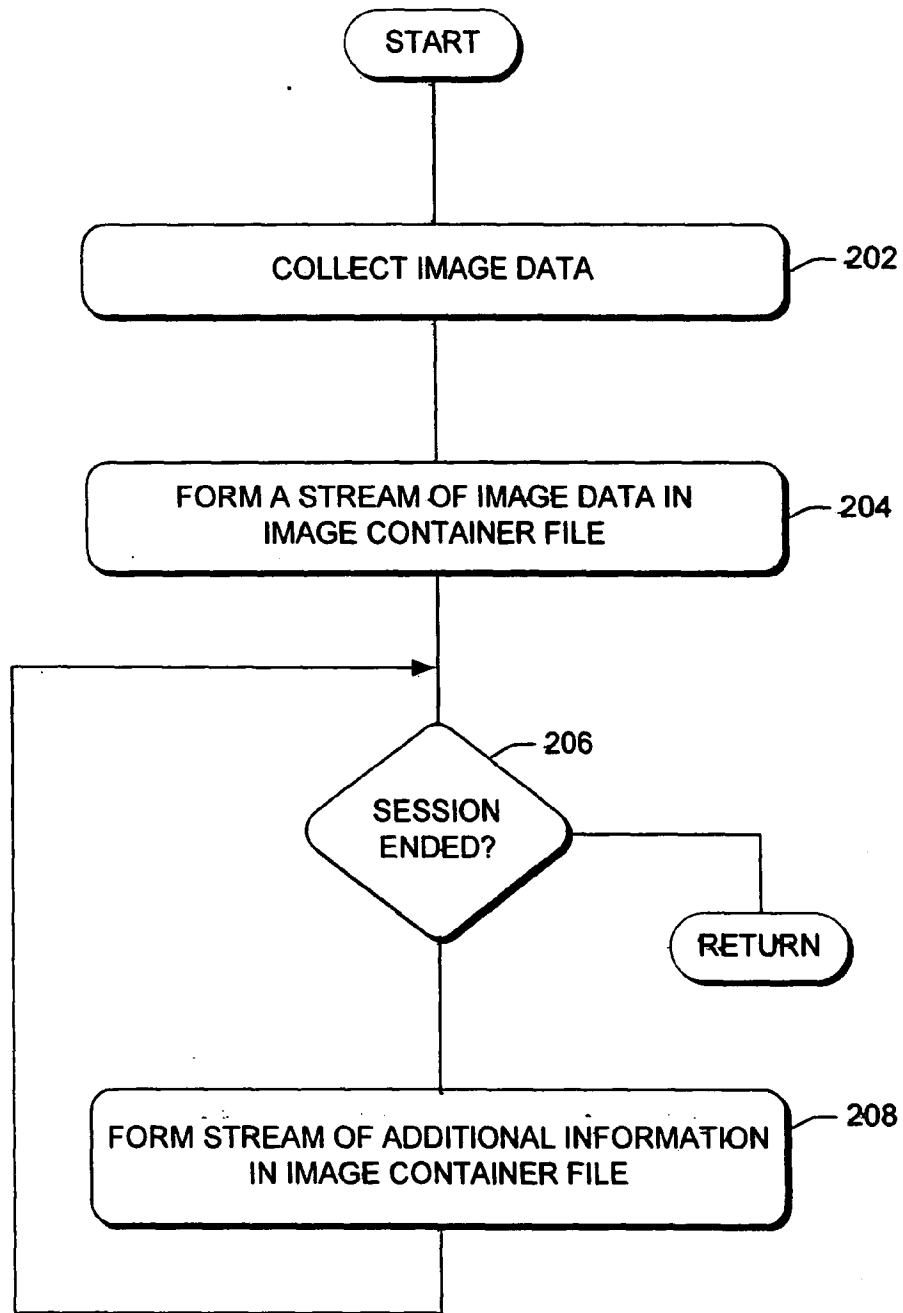 START
COLLECT IMAGE DATA
202
FORM A STREAM OF IMAGE DATA IN
IMAGE CONTAINER FILE
204
206
SESSION
ENDED?
RETURN
FORM STREAM OF ADDITIONAL INFORMATION
IN IMAGE CONTAINER FILE
208